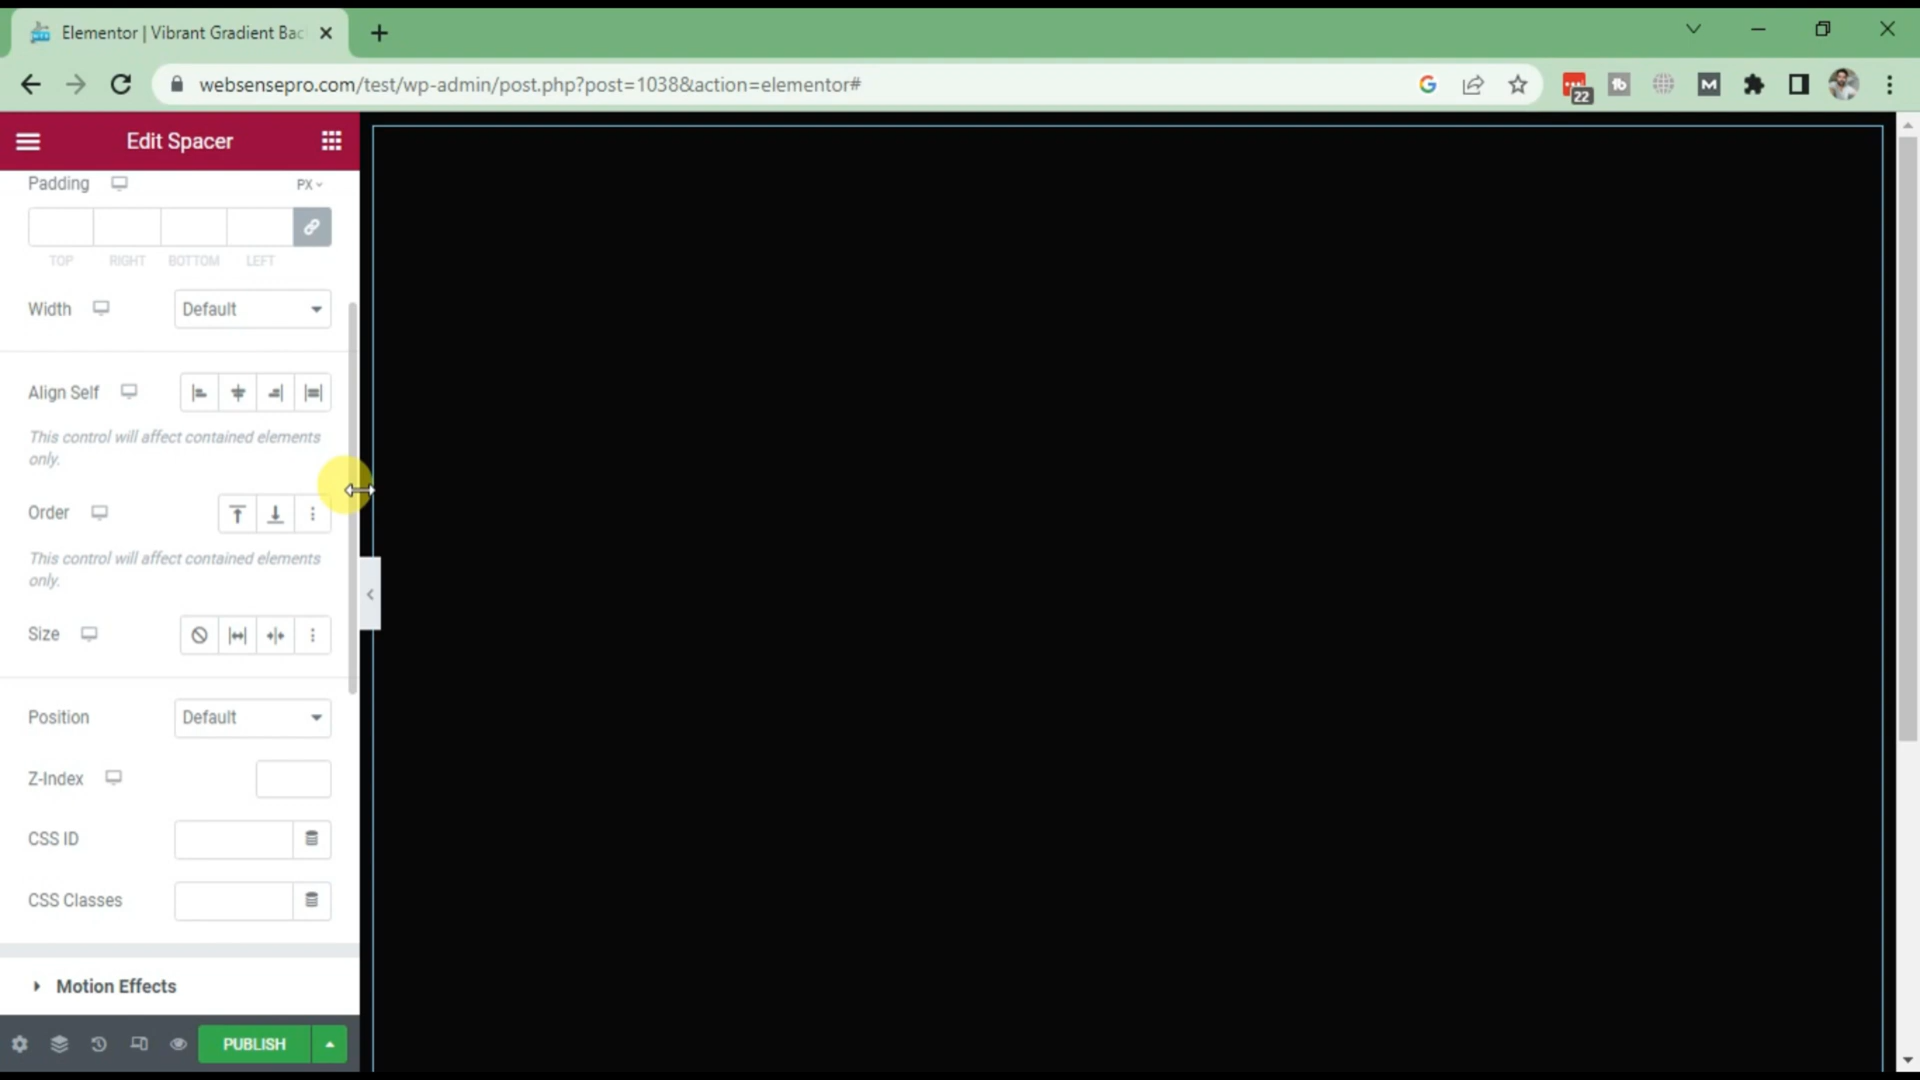 Elementor | Vibrant Gradient Bac
websensepro.com/test/wp-admin/post.php?post=1038&action=elementor#
22
M
Edit Spacer
Padding
PX
TOP RIGHT BOTTOM LEFT
Width
Default
Align Self
This control will affect contained elements
only.
Order
This control will affect contained elements
only.
Size
Position
Default
Z-Index
CSS ID
CSS Classes
Motion Effects
PUBLISH